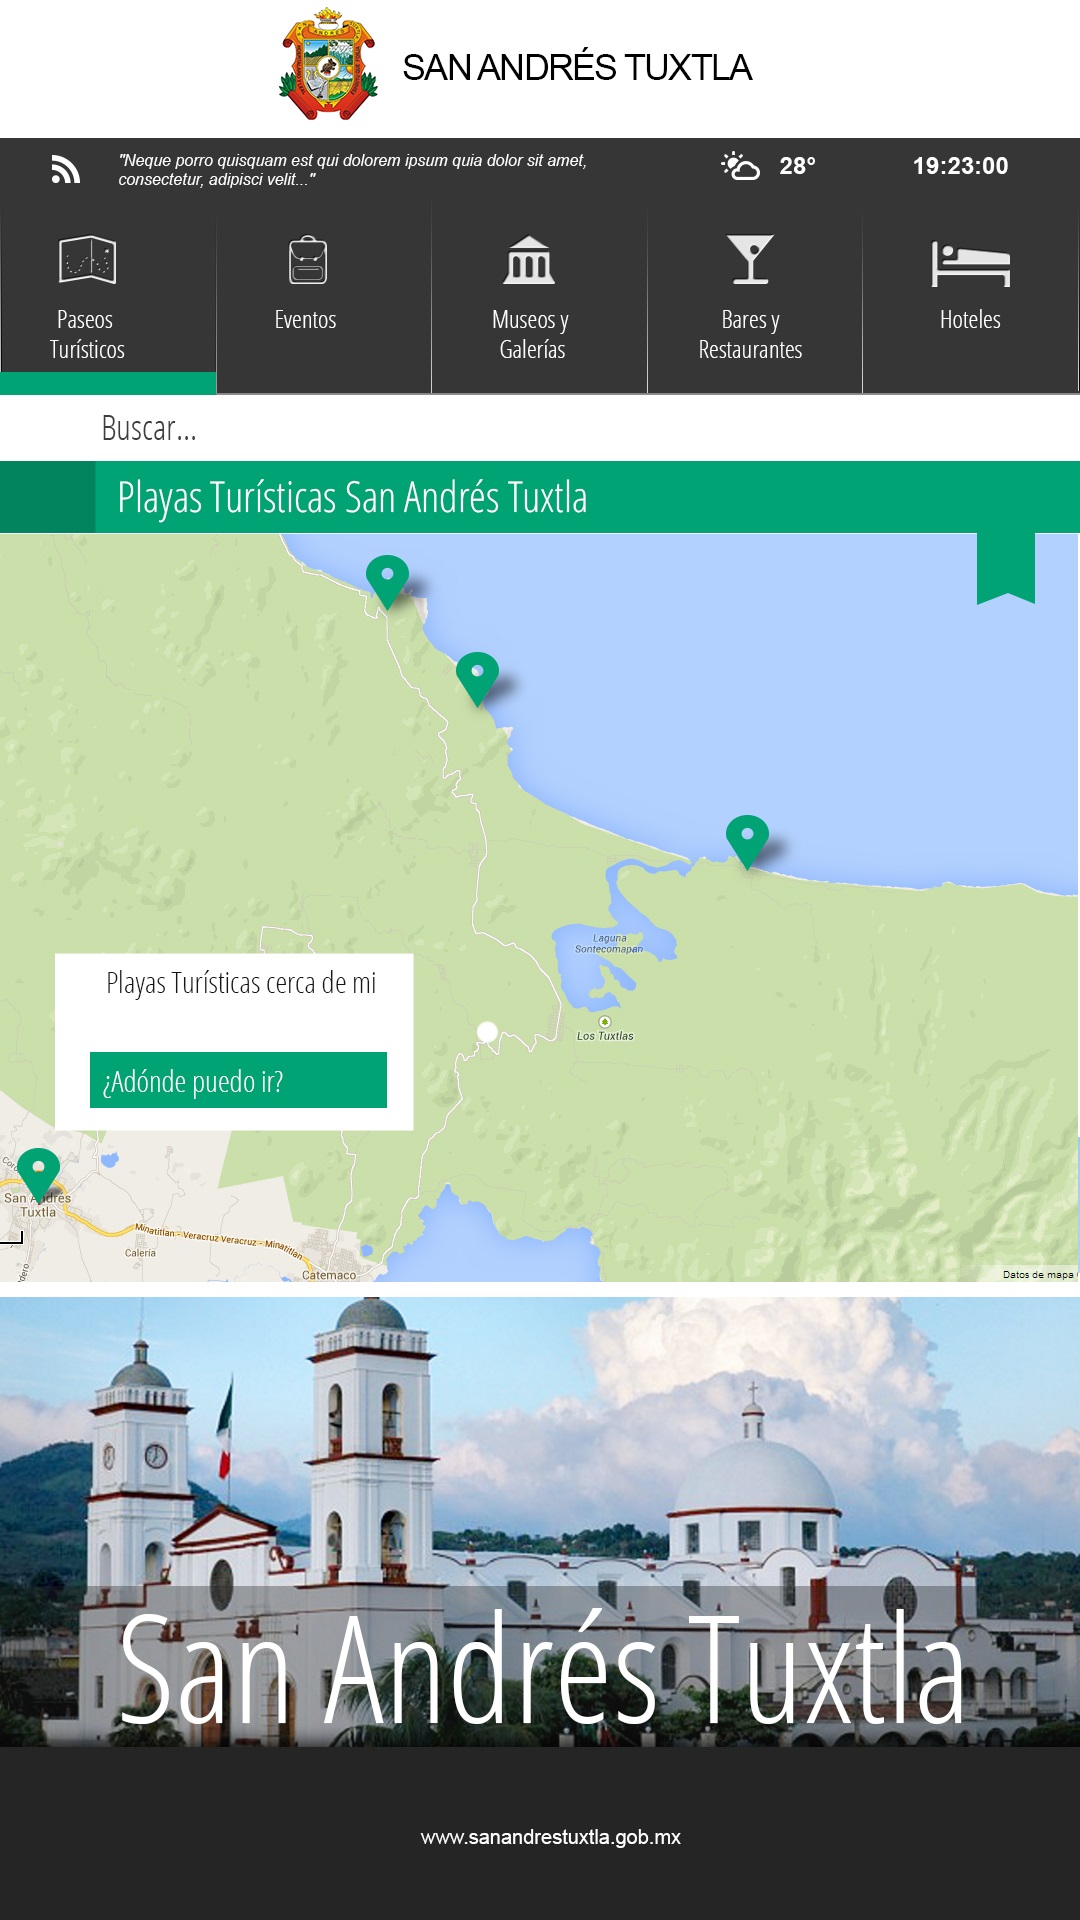 SAN ANDRÉS TUXTLA
"Neque porro quisquam est qui dolorem ipsum quia dolor sit amet,
consectetur, adipisci velit..."
28º
19:23:00
Paseos
Turísticos
Eventos
Museos y
Galerías
Bares y
Restaurantes
Hoteles
Buscar...
Playas Turísticas San Andrés Tuxtla
Laguna
Sontecomapan
Los Tuxtlas
Playas Turísticas cerca de mi
¿Adónde puedo ir?
San Andrés
Tuxtla
Minatitlan - Veracruz
Veracruz - Minatitlan
Calería
Catemaco
Datos de mapa
San Andrés Tuxtla
www.sanandrestuxtla.gob.mx